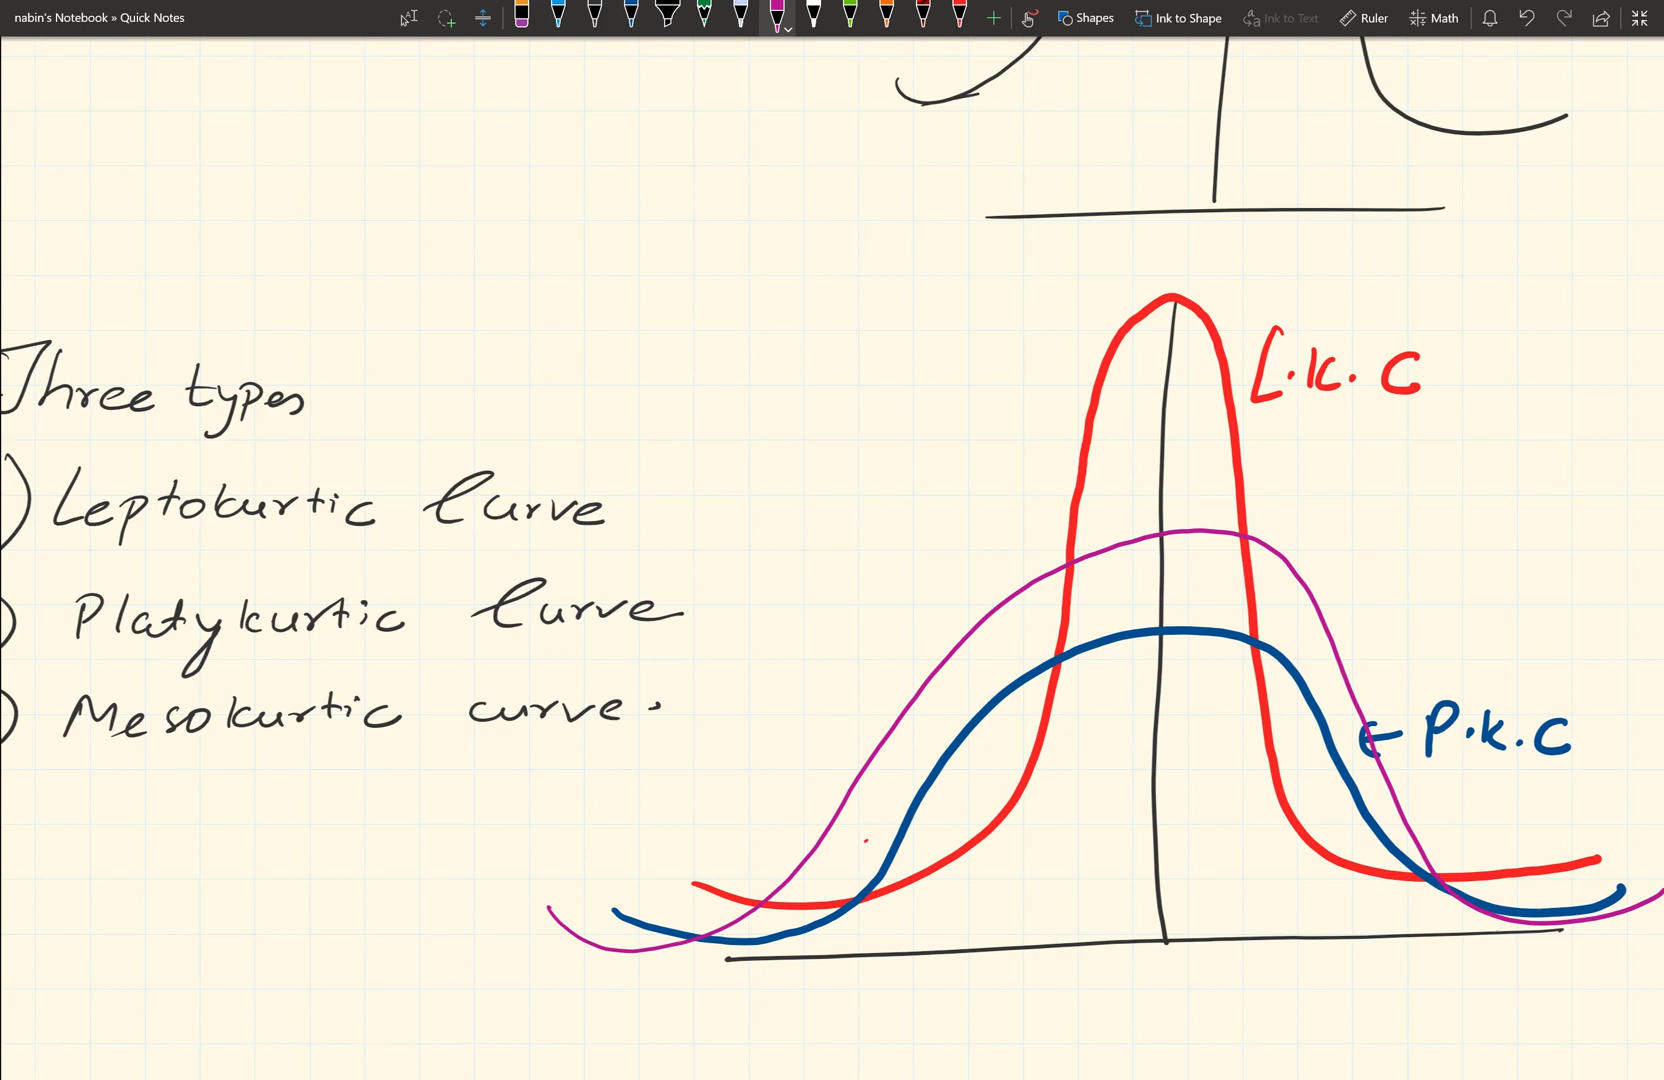 nabin's Notebook » Quick Notes
Shapes
Ink to Shape
Ink to Text
Ruler
Math
L.K.C
Three types
) Leptokurtic Curve
) Platykurtic Curve
) Mesokurtic curve.
← P.K.C